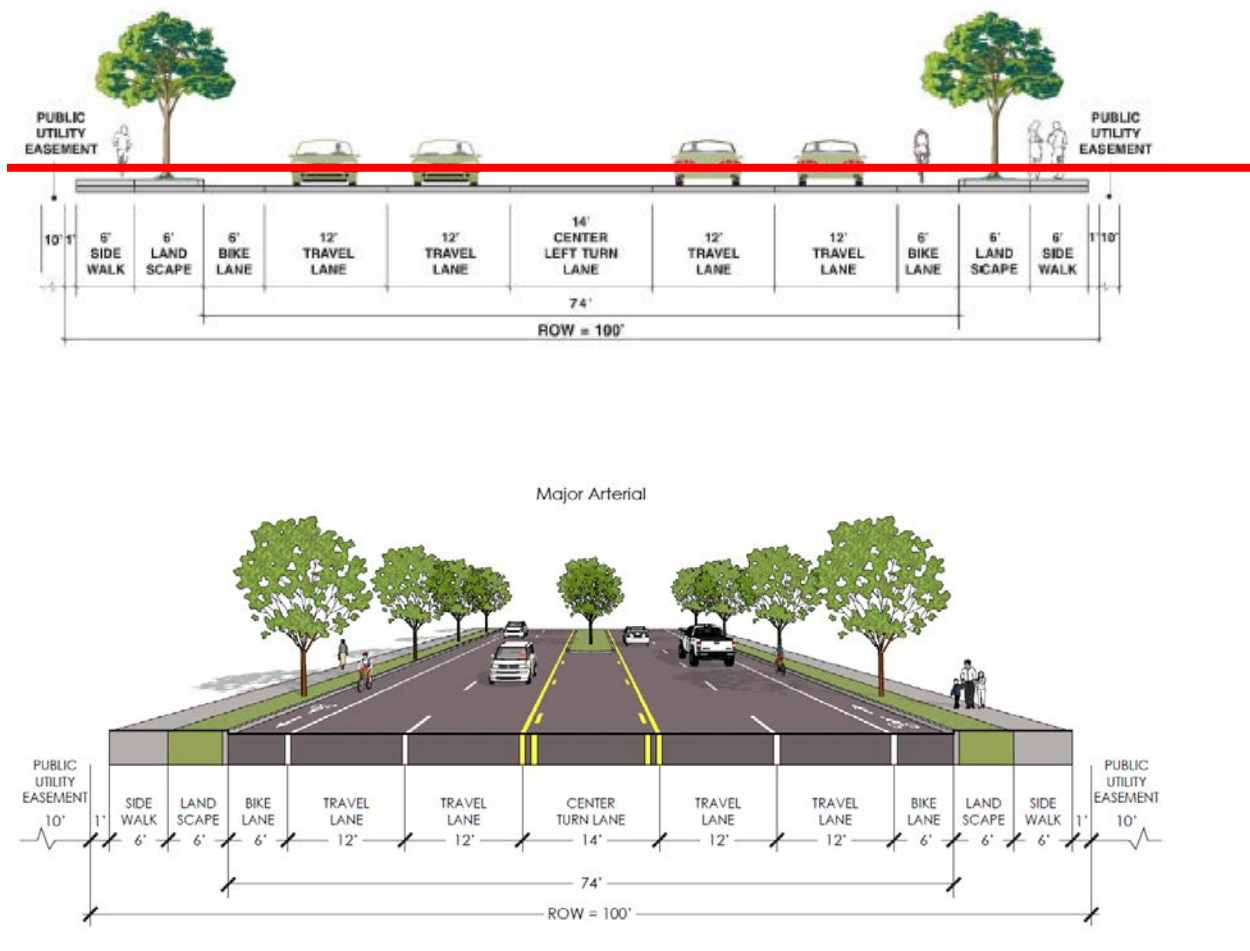 PUBLIC
UTILITY
EASEMENT
PUBLIC
UTILITY
EASEMENT
10' 1'
6'
SIDE
WALK
6'
LAND
SCAPE
6'
BIKE
LANE
12'
TRAVEL
LANE
12'
TRAVEL
LANE
14'
CENTER
LEFT TURN
LANE
12'
TRAVEL
LANE
12'
TRAVEL
LANE
6'
BIKE
LANE
6'
LAND
SCAPE
6'
SIDE
WALK
1' 10'
74'
ROW = 100'
Major Arterial
PUBLIC
UTILITY
EASEMENT
10'
1'
SIDE
WALK
6'
LAND
SCAPE
6'
BIKE
LANE
6'
TRAVEL
LANE
12'
TRAVEL
LANE
12'
CENTER
TURN LANE
14'
TRAVEL
LANE
12'
TRAVEL
LANE
12'
BIKE
LANE
6'
LAND
SCAPE
6'
SIDE
WALK
6'
1'
PUBLIC
UTILITY
EASEMENT
10'
74'
ROW = 100'